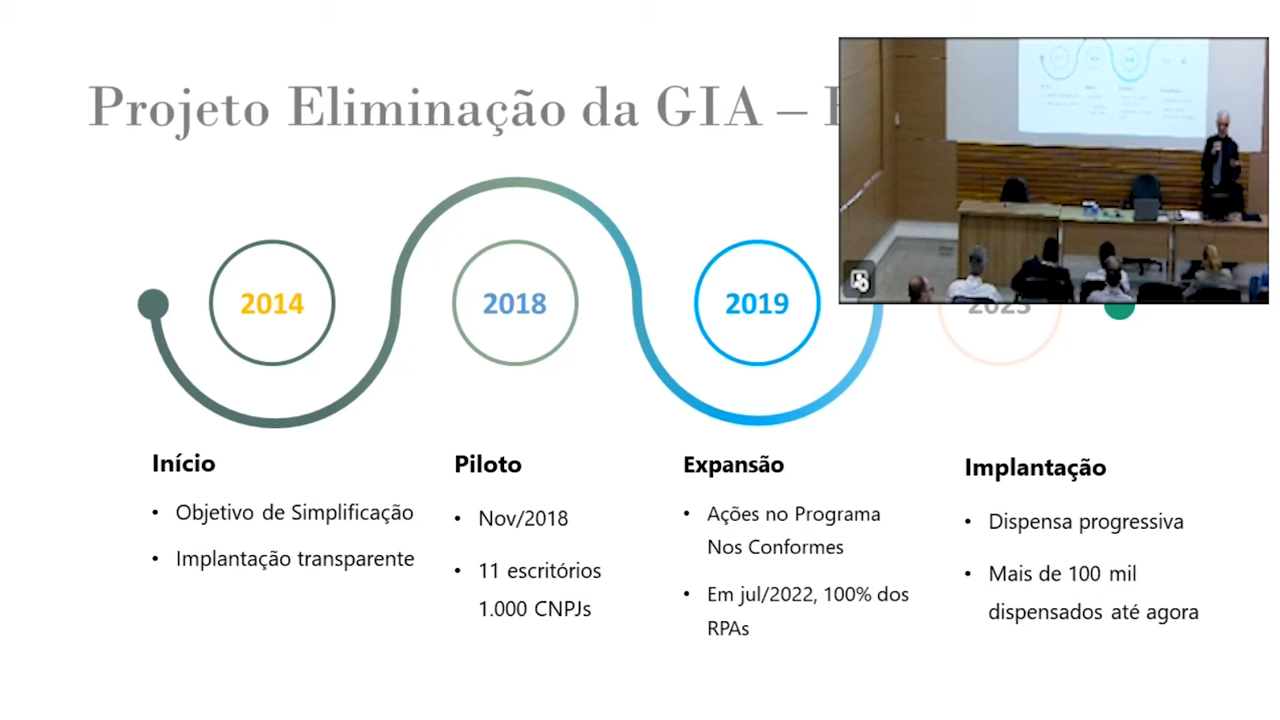 Projeto Eliminação da GIA –
2014
2018
2019
2023
Início
• Objetivo de Simplificação
• Implantação transparente
Piloto
• Nov/2018
• 11 escritórios
1.000 CNPJs
Expansão
• Ações no Programa
Nos Conformes
• Em jul/2022, 100% dos
RPAs
Implantação
• Dispensa progressiva
• Mais de 100 mil
dispensados até agora